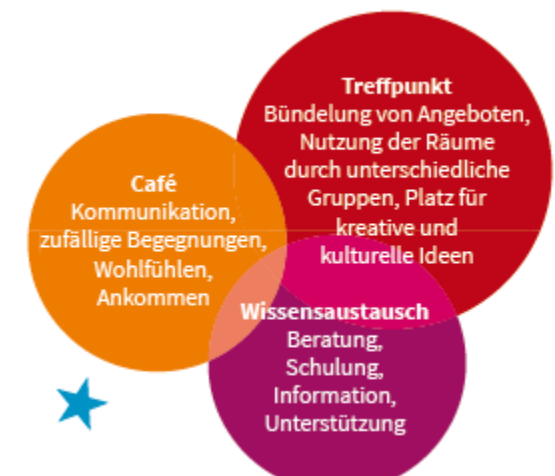 Treffpunkt
Bündelung von Angeboten,
Nutzung der Räume
durch unterschiedliche
Gruppen, Platz für
kreative und
kulturelle Ideen
Café
Kommunikation,
zufällige Begegnungen,
Wohlfühlen,
Ankommen
Wissensaustausch
Beratung,
Schulung,
Information,
Unterstützung